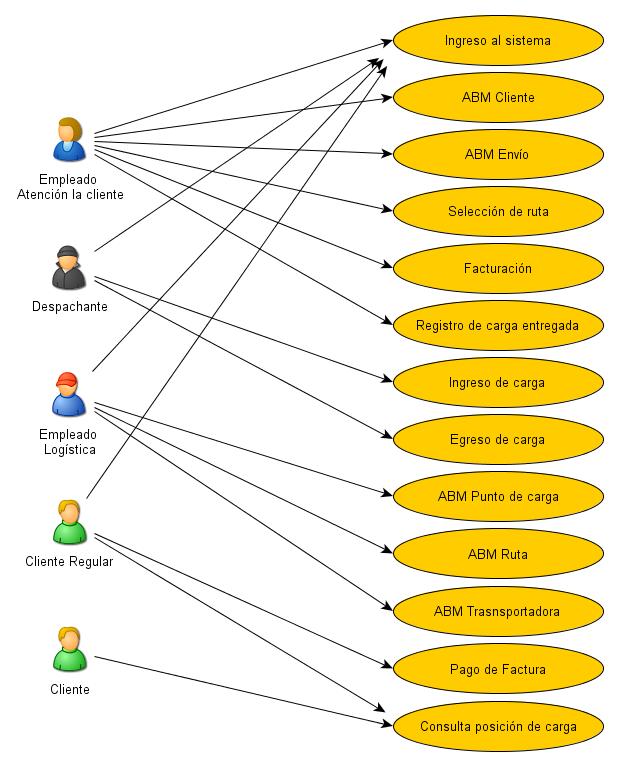 Ingreso al sistema
ABM Cliente
Empleado
Atención la cliente
ABM Envío
Selección de ruta
Facturación
Despachante
Registro de carga entregada
Ingreso de carga
Empleado
Logística
Egreso de carga
ABM Punto de carga
Cliente Regular
ABM Ruta
ABM Trasnsportadora
Pago de Factura
Cliente
Consulta posición de carga